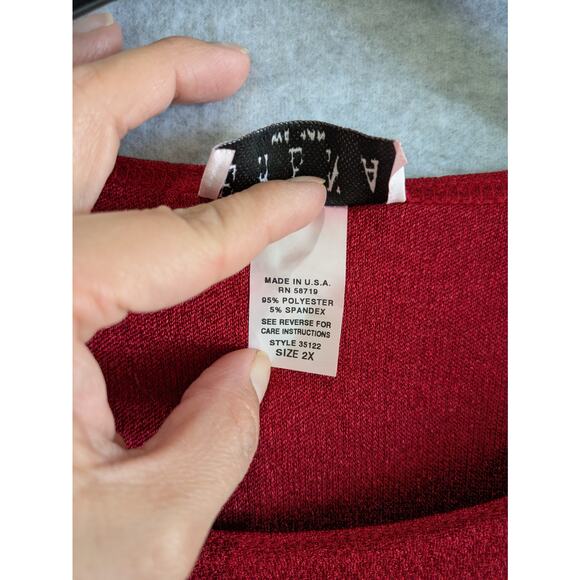 MADE IN U.S.A.
RN 58719
95% POLYESTER
5% SPANDEX
SEE REVERSE FOR
CARE INSTRUCTIONS
STYLE 35122
SIZE 2X